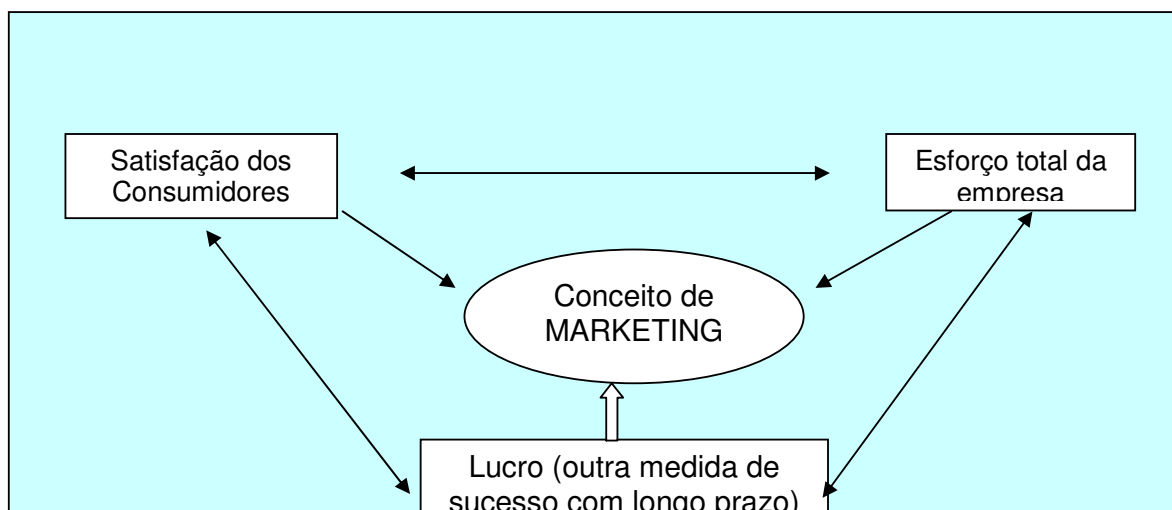 Satisfação dos
Consumidores
Esforço total da
empresa
Conceito de
MARKETING
Lucro (outra medida de
sucesso com longo prazo)